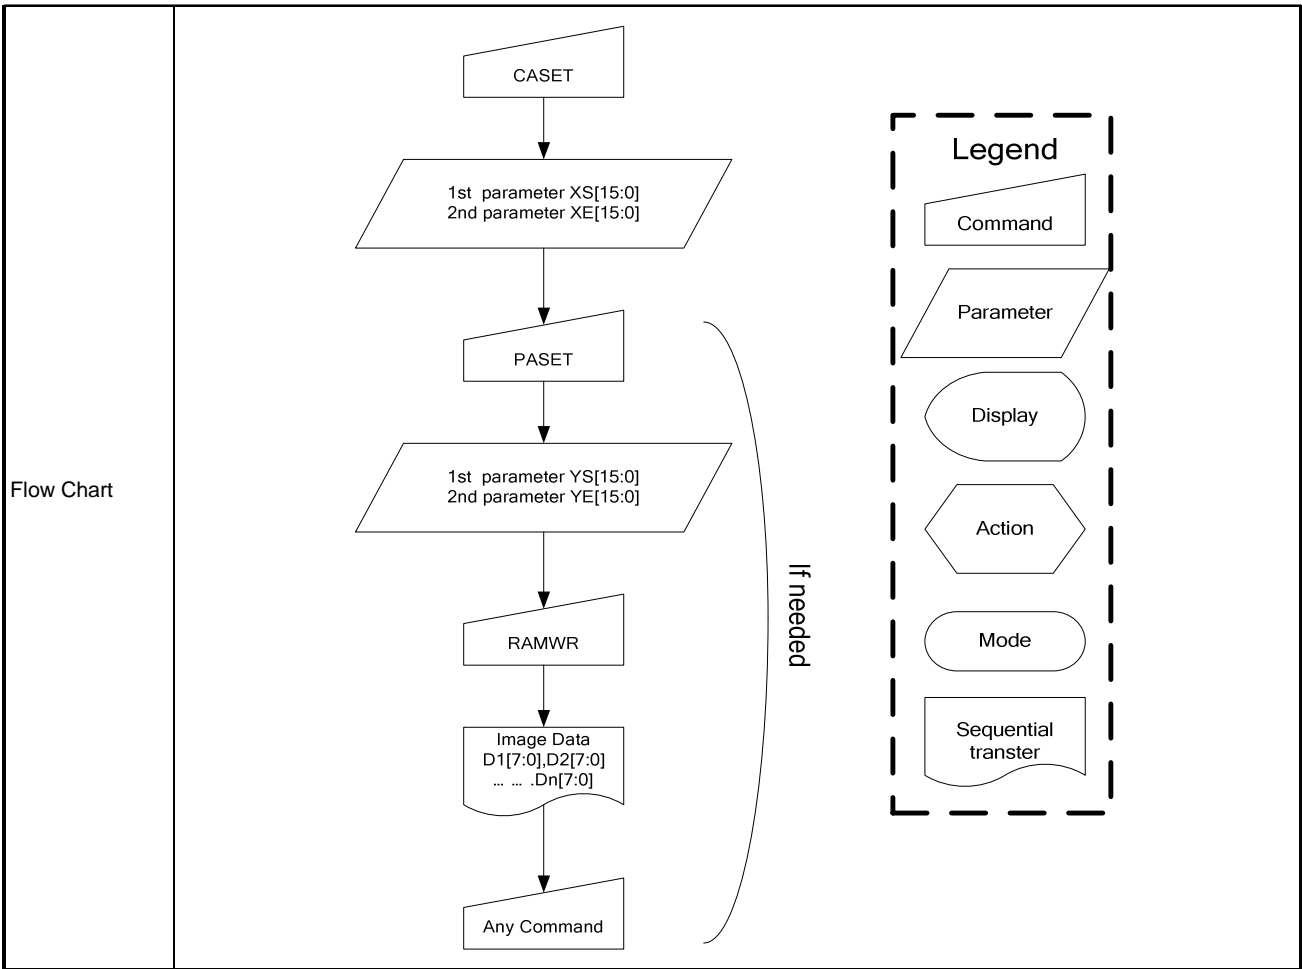 Flow Chart
CASET
1st parameter XS[15:0]
2nd parameter XE[15:0]
PASET
1st parameter YS[15:0]
2nd parameter YE[15:0]
RAMWR
Image Data
D1[7:0],D2[7:0]
... ... .Dn[7:0]
Any Command
If needed
Legend
Command
Parameter
Display
Action
Mode
Sequential
transter